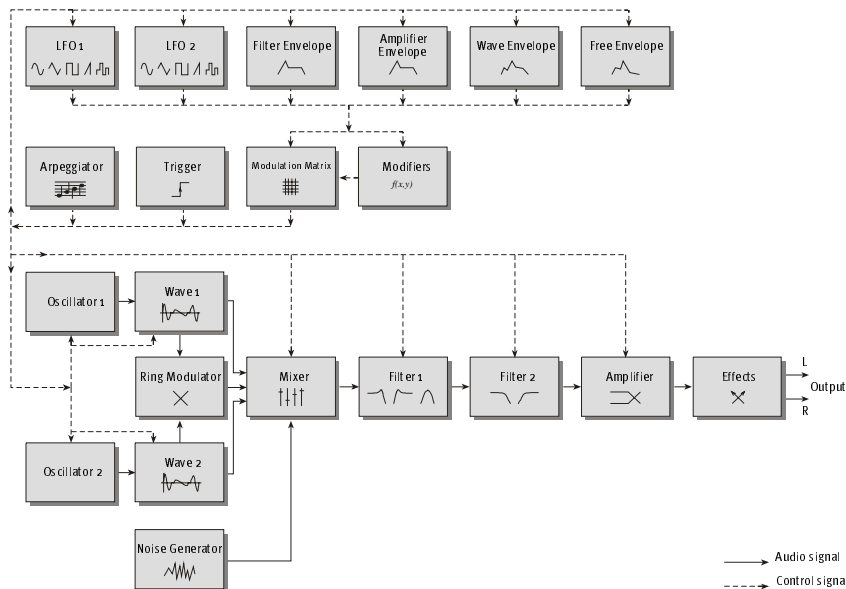 LFO 1
LFO 2
Filter Envelope
Amplifier
Envelope
Wave Envelope
Free Envelope
Arpeggiator
Trigger
Modulation Matrix
Modifiers
f(x,y)
Oscillator 1
Wave 1
Ring Modulator
Mixer
Filter 1
Filter 2
Amplifier
Effects
L
Output
R
Oscillator 2
Wave 2
Noise Generator
Audio signal
Control signa